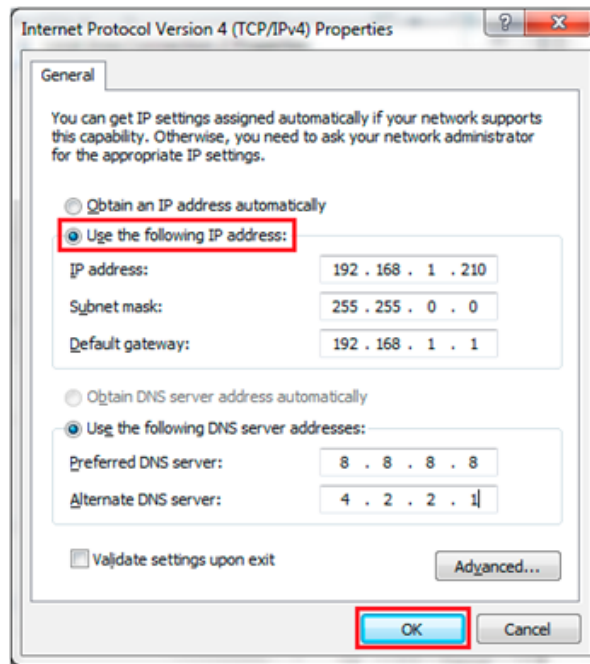 Internet Protocol Version 4 (TCP/IPv4) Properties
?
General
You can get IP settings assigned automatically if your network supports
this capability. Otherwise, you need to ask your network administrator
for the appropriate IP settings.
Obtain an IP address automatically
Use the following IP address:
IP address: 192 . 168 . 1 . 210
Subnet mask: 255 . 255 . 0 . 0
Default gateway: 192 . 168 . 1 . 1
Obtain DNS server address automatically
Use the following DNS server addresses:
Preferred DNS server: 8 . 8 . 8 . 8
Alternate DNS server: 4 . 2 . 2 . 1
Validate settings upon exit
Advanced...
OK Cancel